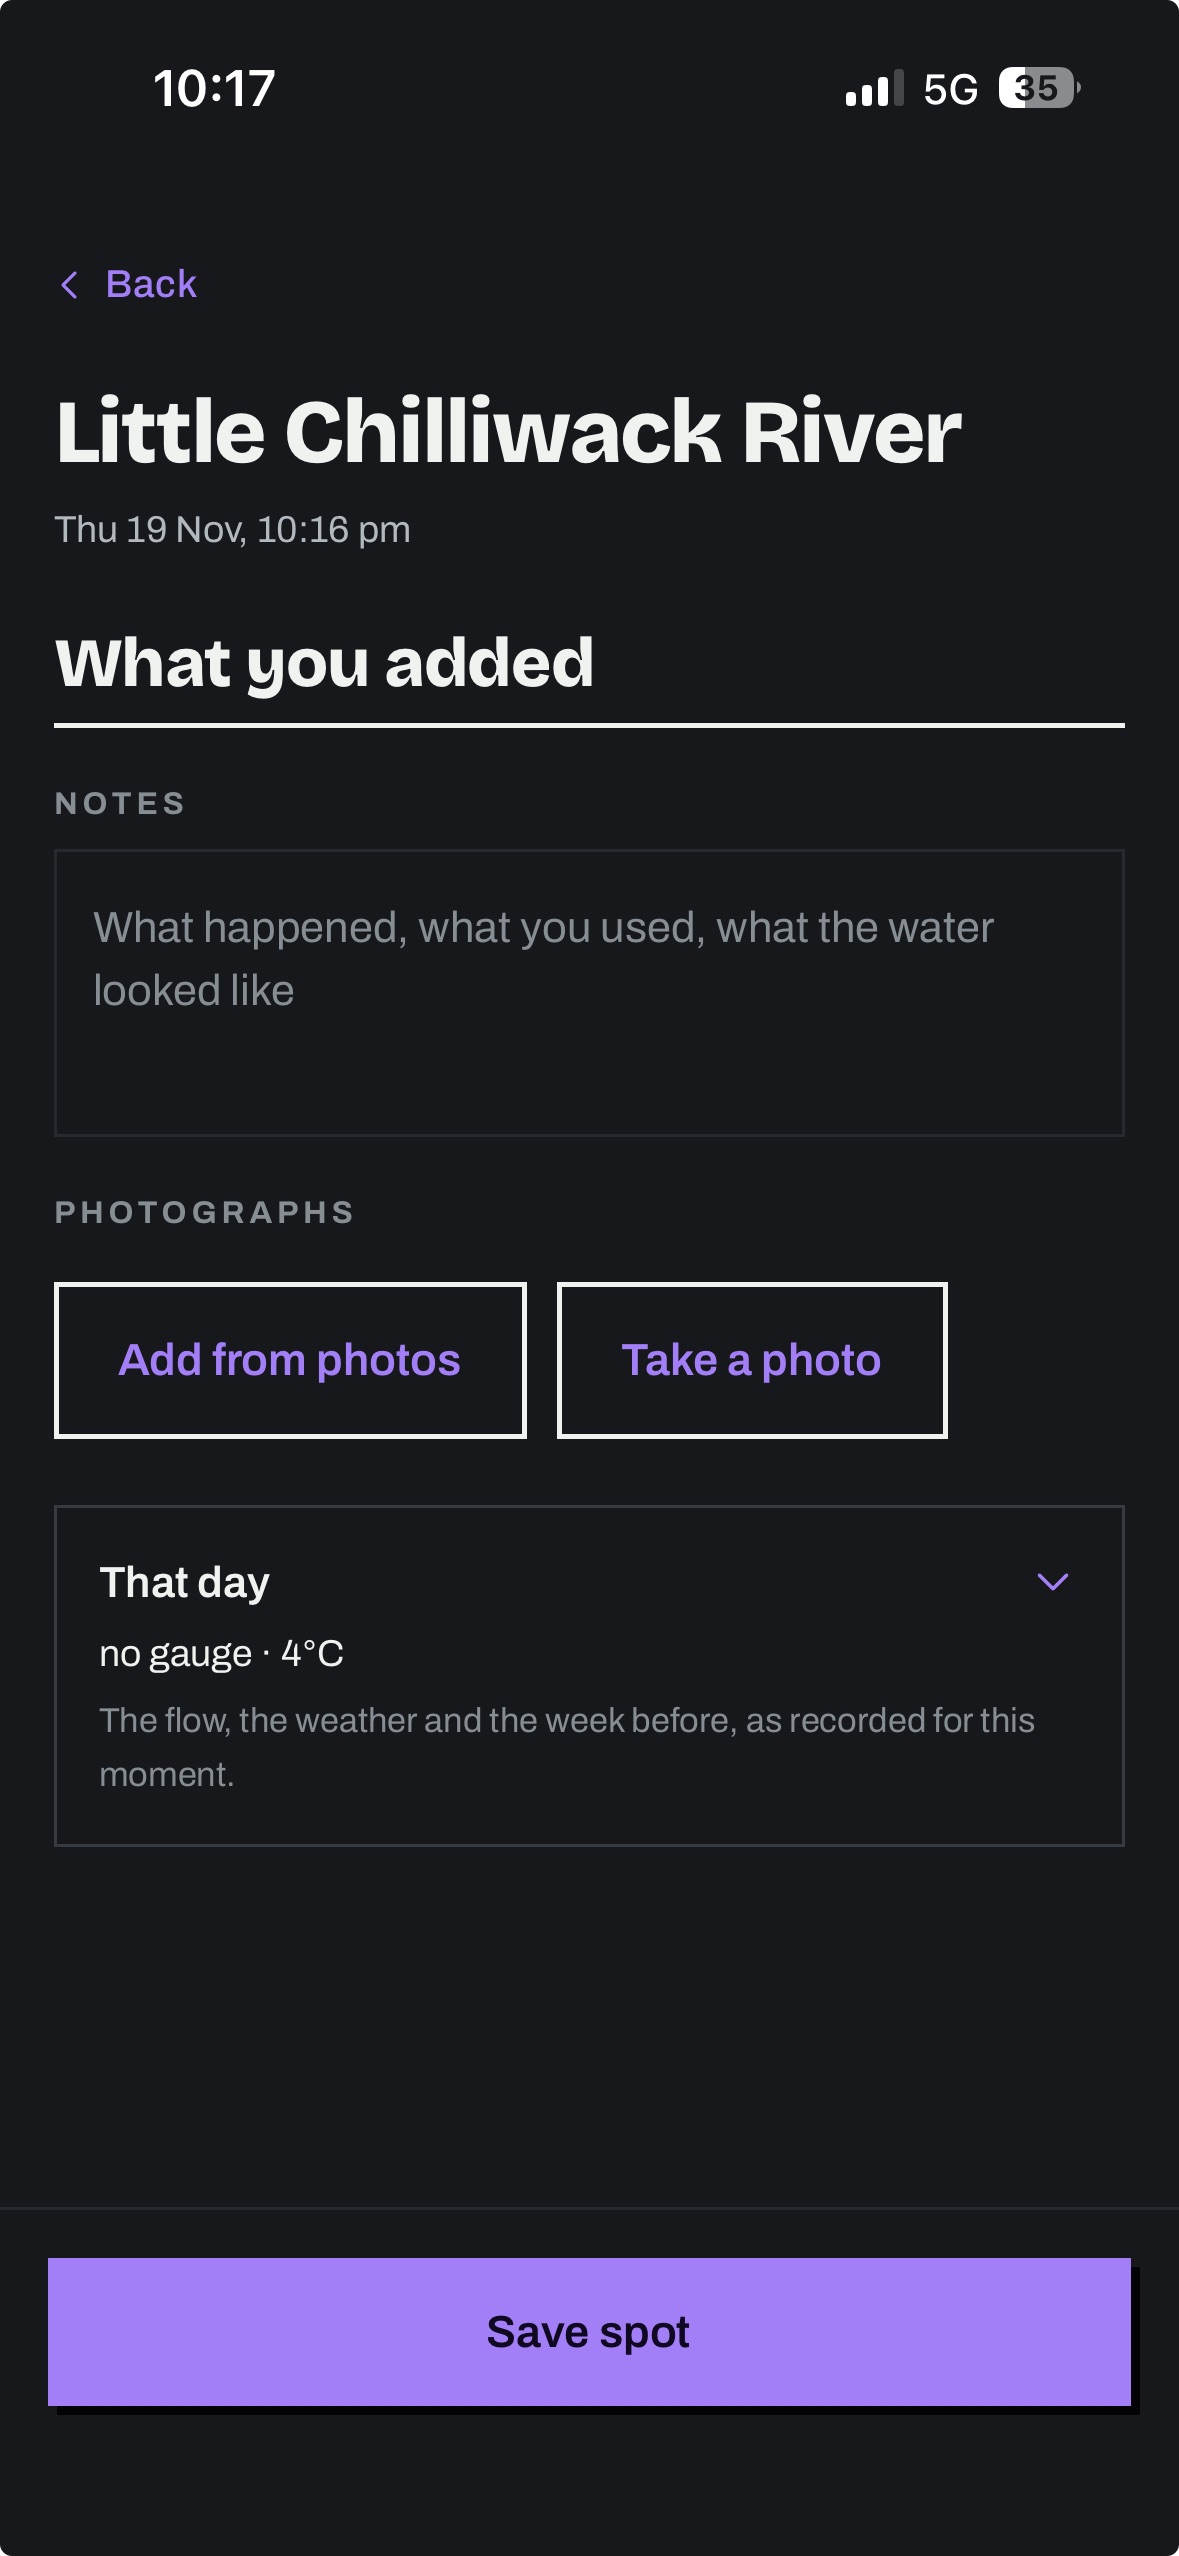 10:17
5G
35
Back
Little Chilliwack River
Thu 19 Nov, 10:16 pm
What you added
NOTES
What happened, what you used, what the water
looked like
PHOTOGRAPHS
Add from photos
Take a photo
That day
no gauge · 4°C
The flow, the weather and the week before, as recorded for this
moment.
Save spot